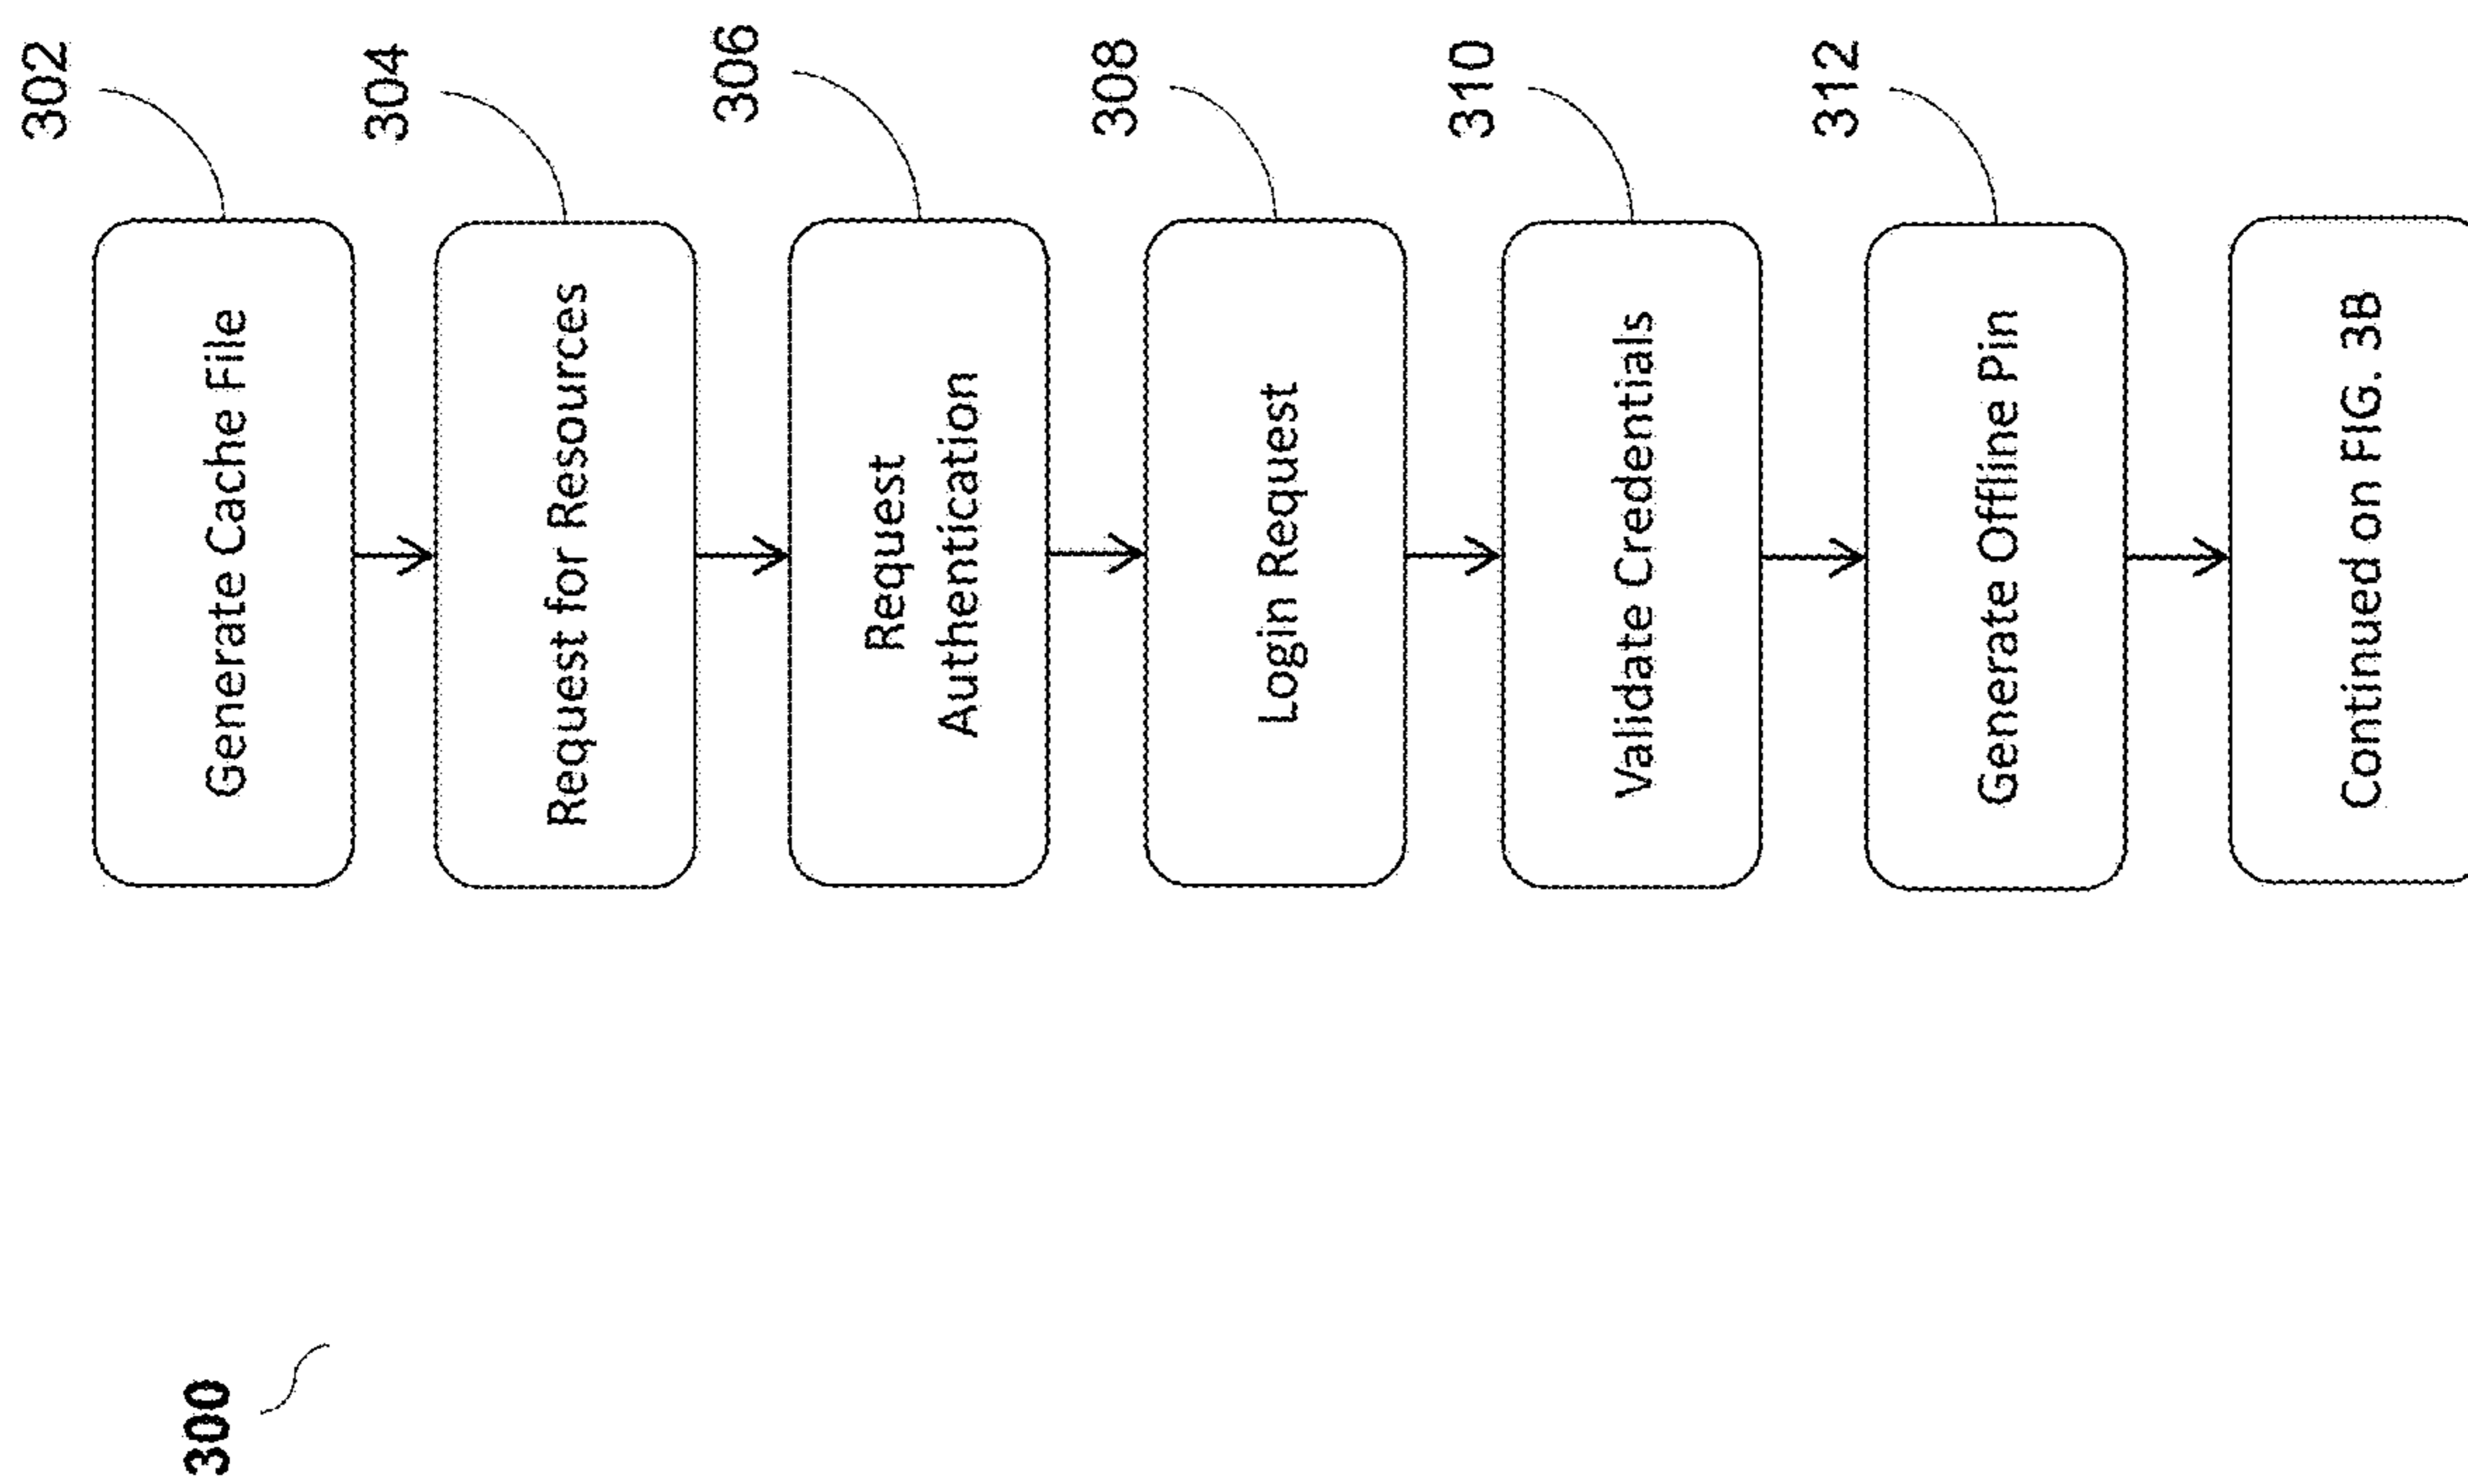 300
302
Generate Cache File
304
Request for Resources
306
Request
Authentication
308
Login Request
310
Validate Credentials
312
Generate Offline Pin
Continued on FIG. 3B